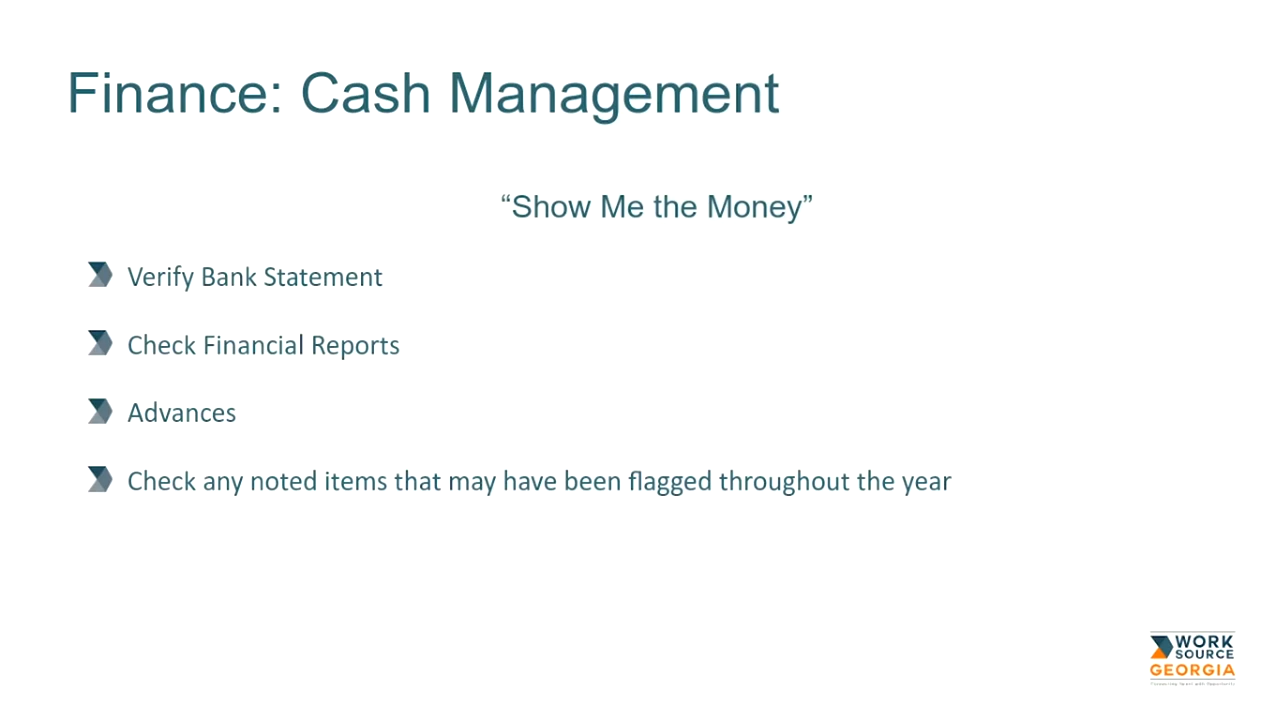 Finance: Cash Management
“Show Me the Money”
Verify Bank Statement
Check Financial Reports
Advances
Check any noted items that may have been flagged throughout the year
WORK
SOURCE
GEORGIA